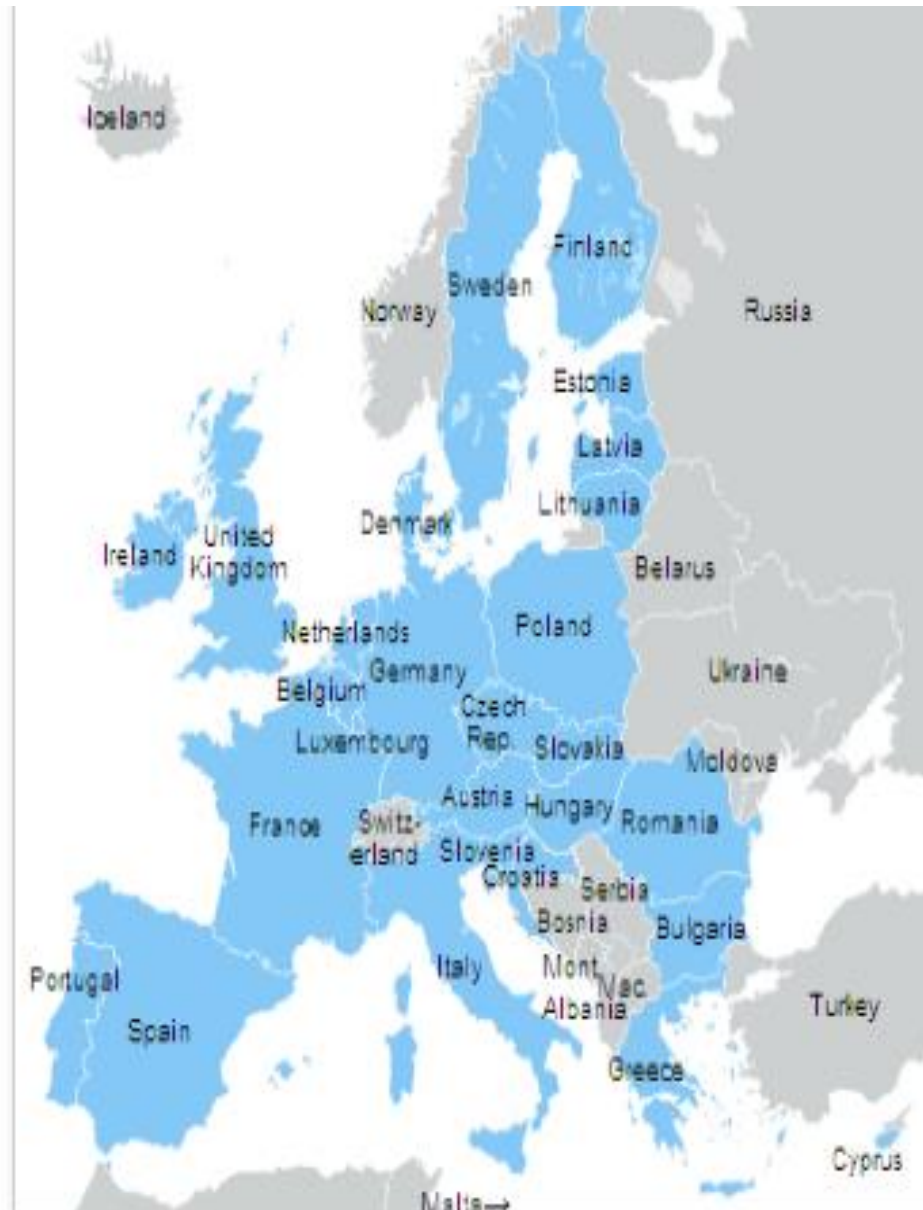 Iceland
Finland
Sweden
Norway
Russia
Estonia
Latvia
Lithuania
Denmark
United
Kingdom
Ireland
Belarus
Netherlands
Poland
Germany
Ukraine
Belgium
Czech
Rep.
Luxembourg
Slovakia
Moldova
Austria
Hungary
France
Switz-
erland
Romania
Slovenia
Croatia
Serbia
Bosnia
Bulgaria
Italy
Mont.
Mac.
Portugal
Albania
Turkey
Spain
Greece
Cyprus
Malta→